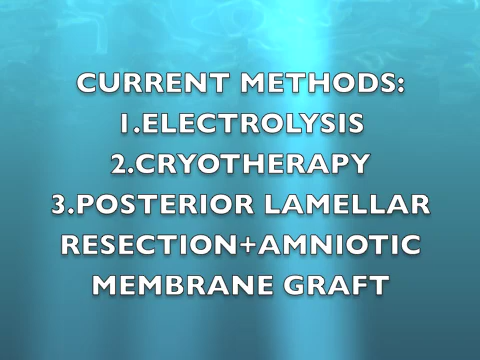 CURRENT METHODS:
1.ELECTROLYSIS
2.CRYOTHERAPY
3.POSTERIOR LAMELLAR
RESECTION+AMNIOTIC
MEMBRANE GRAFT